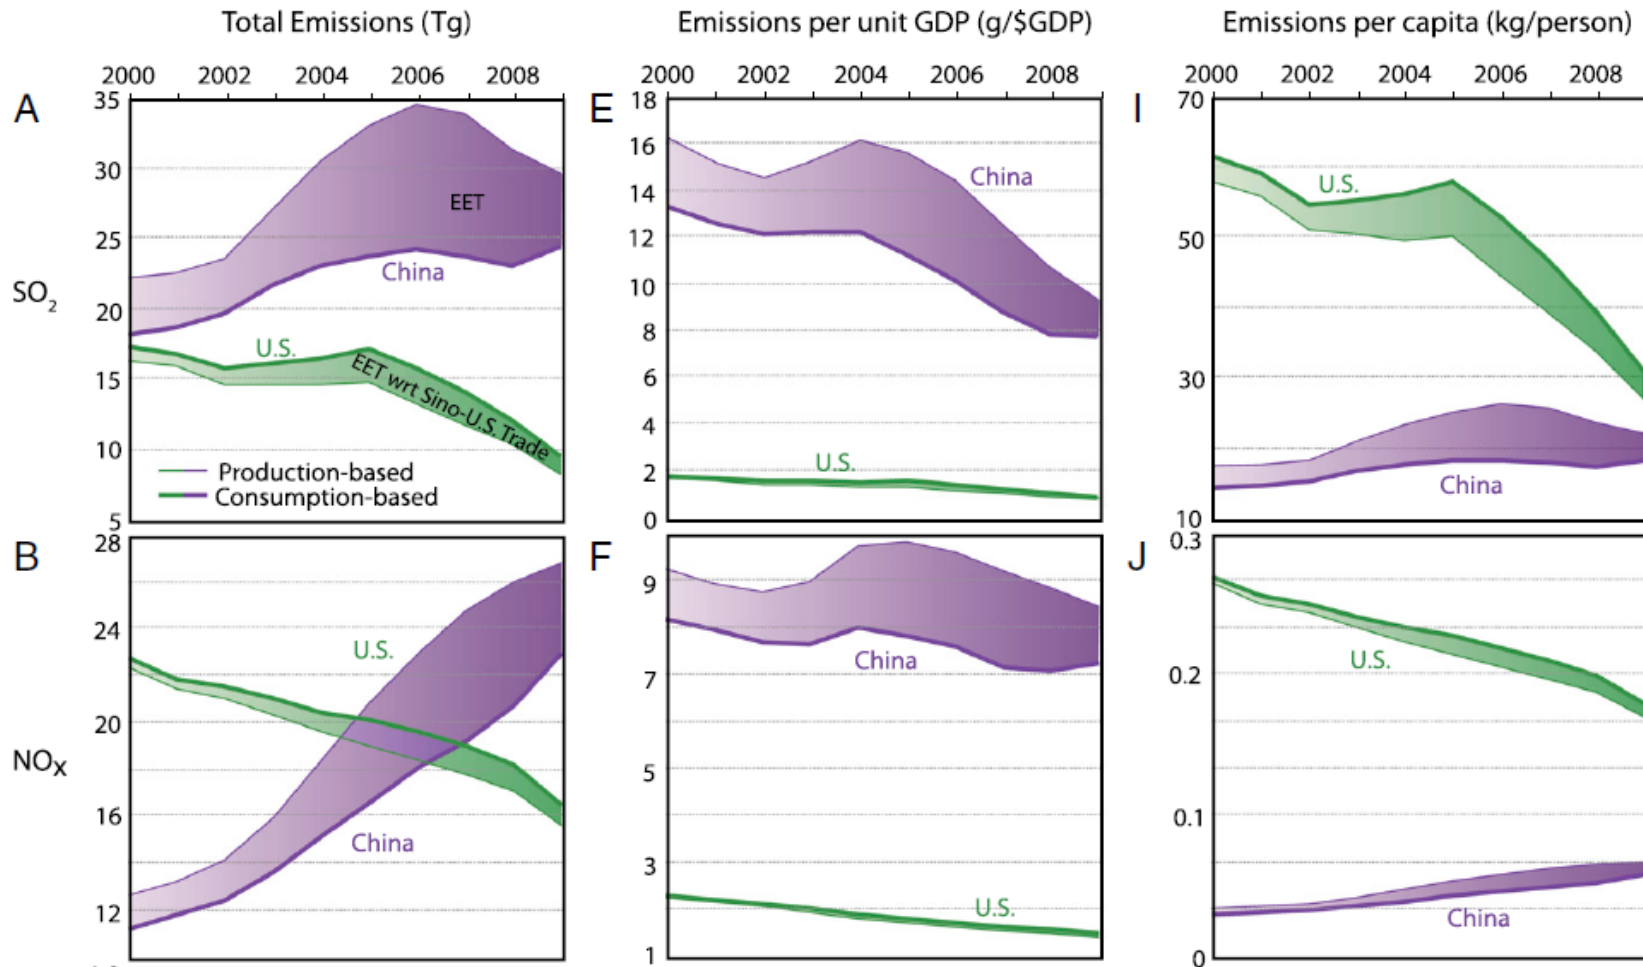 Total Emissions (Tg)
Emissions per unit GDP (g/$GDP)
Emissions per capita (kg/person)
2000 2002 2004 2006 2008
2000 2002 2004 2006 2008
2000 2002 2004 2006 2008
A
35
30
25
20
15
10
5
SO2
EET
China
U.S.
EET wrt Sino-U.S. Trade
Production-based
Consumption-based
E
18
16
14
12
10
8
6
4
2
0
China
U.S.
I
70
50
30
10
U.S.
China
B
28
24
20
16
12
NOx
U.S.
China
F
9
7
5
3
1
China
U.S.
J
0.3
0.2
0.1
0
U.S.
China